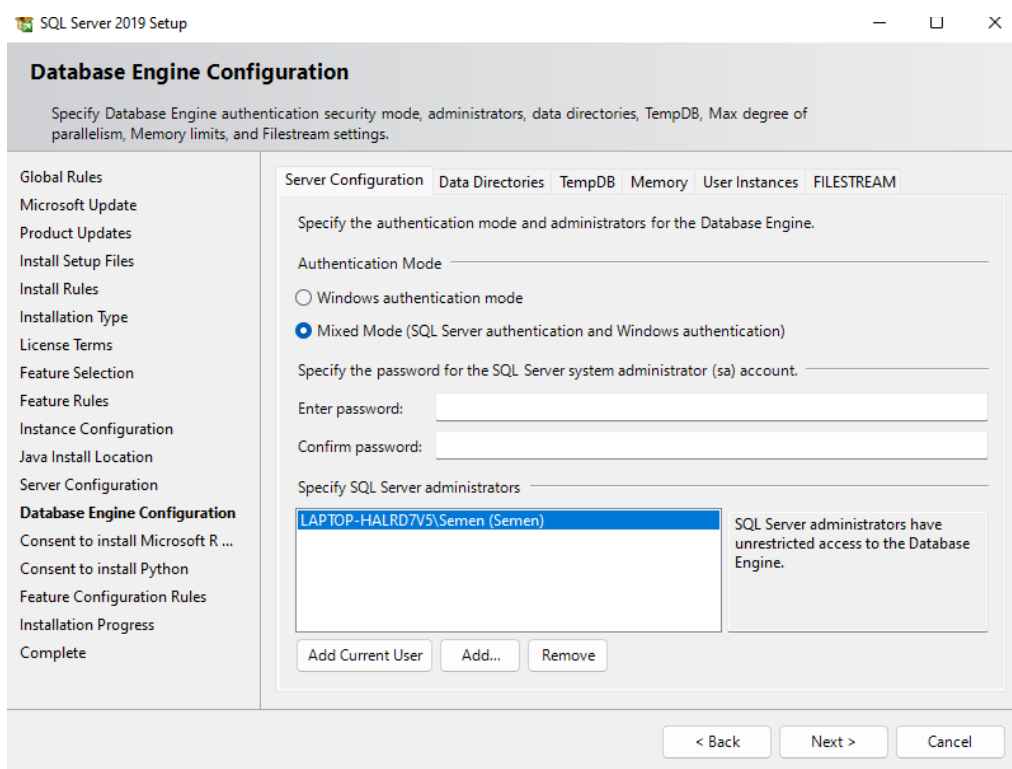 SQL Server 2019 Setup
Database Engine Configuration
Specify Database Engine authentication security mode, administrators, data directories, TempDB, Max degree of
parallelism, Memory limits, and Filestream settings.
Global Rules
Microsoft Update
Product Updates
Install Setup Files
Install Rules
Installation Type
License Terms
Feature Selection
Feature Rules
Instance Configuration
Java Install Location
Server Configuration
Database Engine Configuration
Consent to install Microsoft R ...
Consent to install Python
Feature Configuration Rules
Installation Progress
Complete
Server Configuration Data Directories TempDB Memory User Instances FILESTREAM
Specify the authentication mode and administrators for the Database Engine.
Authentication Mode
Windows authentication mode
Mixed Mode (SQL Server authentication and Windows authentication)
Specify the password for the SQL Server system administrator (sa) account.
Enter password:
Confirm password:
Specify SQL Server administrators
LAPTOP-HALRD7V5\Semen (Semen)
SQL Server administrators have
unrestricted access to the Database
Engine.
Add Current User Add... Remove
< Back Next > Cancel